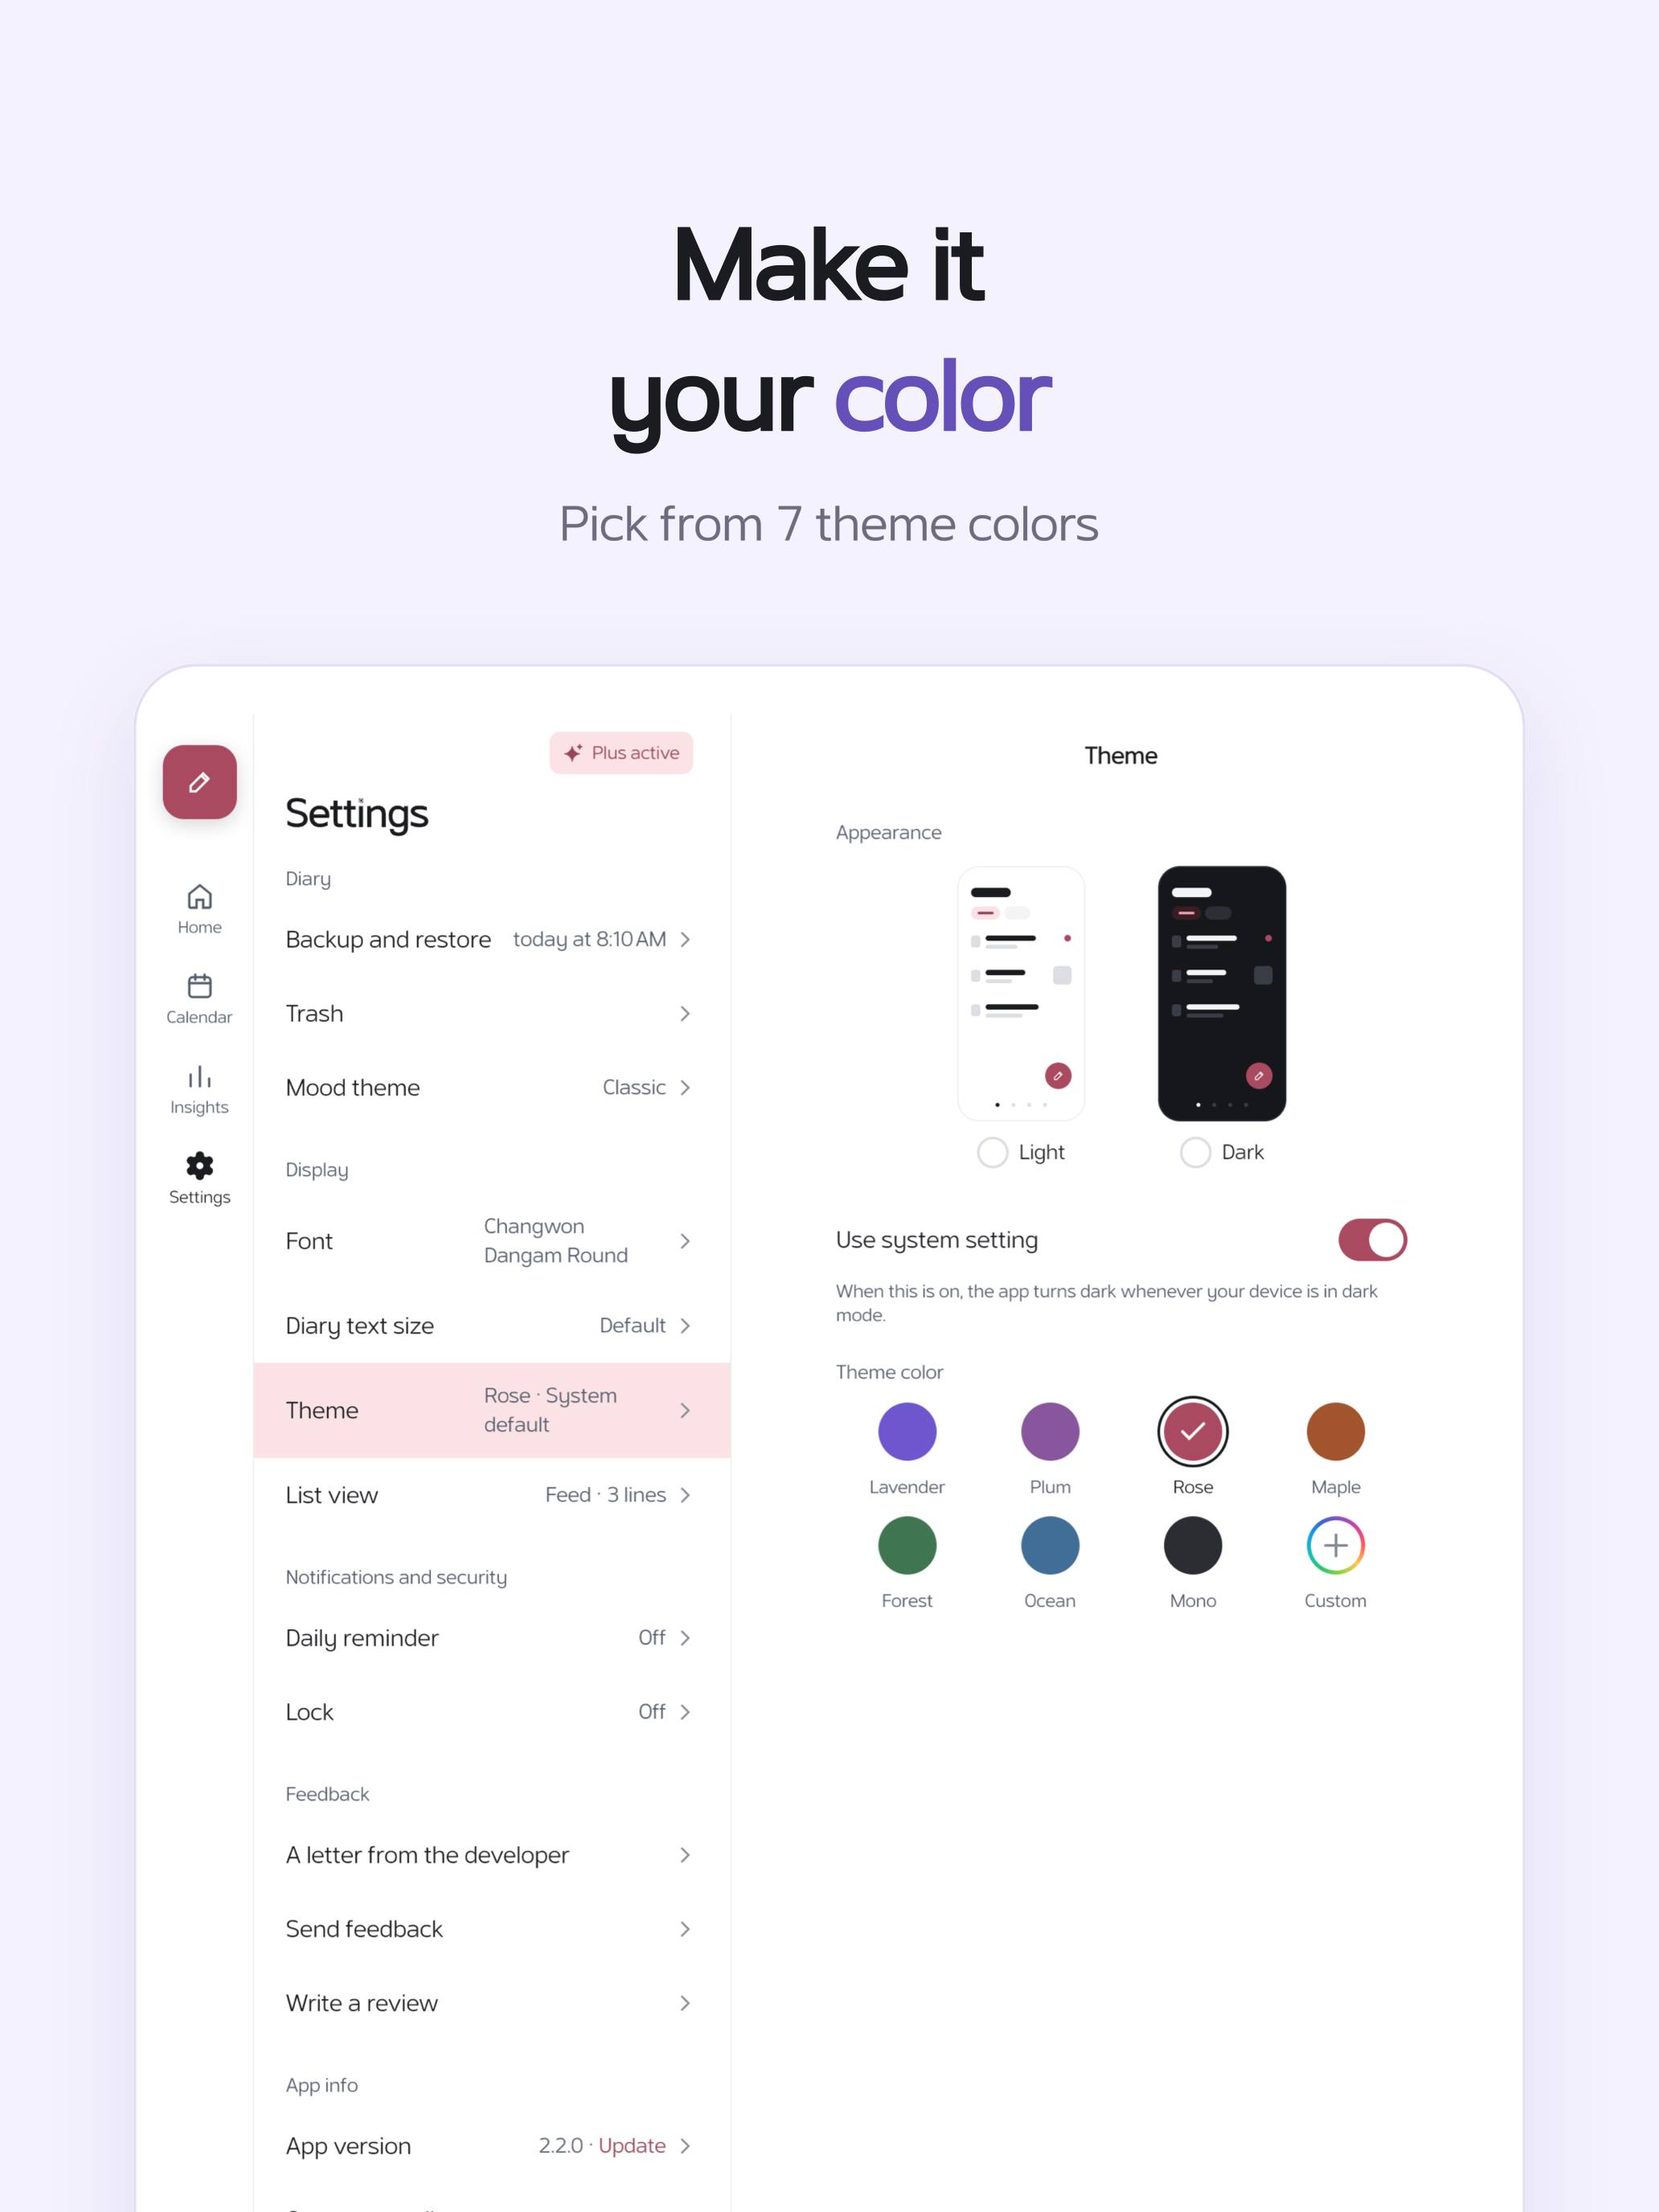 Make it
your color
Pick from 7 theme colors
Home
Calendar
Insights
Settings
Plus active
Settings
Diary
Backup and restore today at 8:10 AM
Trash
Mood theme Classic
Display
Font Changwon
Dangam Round
Diary text size Default
Theme Rose · System
default
List view Feed · 3 lines
Notifications and security
Daily reminder Off
Lock Off
Feedback
A letter from the developer
Send feedback
Write a review
App info
App version 2.2.0 · Update
Theme
Appearance
Light Dark
Use system setting
When this is on, the app turns dark whenever your device is in dark
mode.
Theme color
Lavender Plum Rose Maple
Forest Ocean Mono Custom